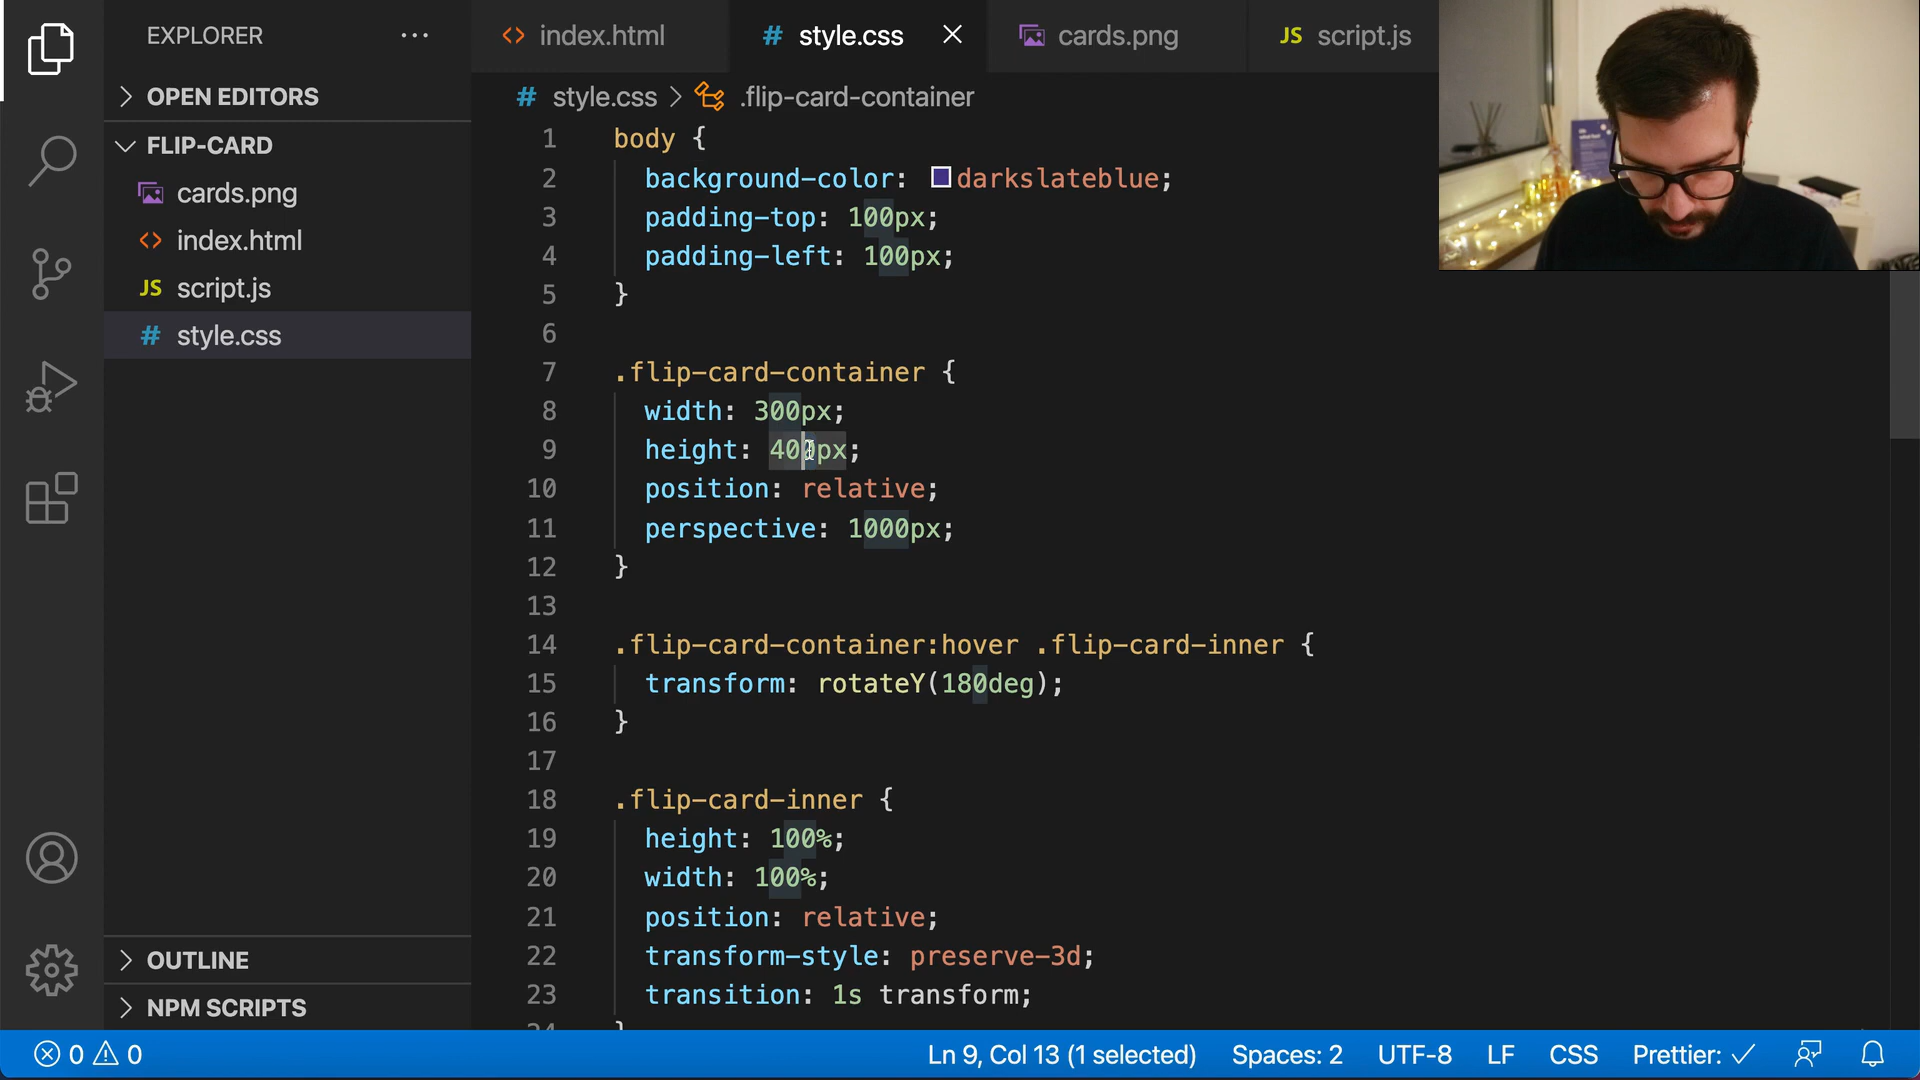 EXPLORER
OPEN EDITORS
FLIP-CARD
cards.png
index.html
JS script.js
# style.css
OUTLINE
NPM SCRIPTS
index.html
# style.css
cards.png
JS script.js
# style.css > .flip-card-container
1 body {
2 background-color: darkslateblue;
3 padding-top: 100px;
4 padding-left: 100px;
5 }
6
7 .flip-card-container {
8 width: 300px;
9 height: 400px;
10 position: relative;
11 perspective: 1000px;
12 }
13
14 .flip-card-container:hover .flip-card-inner {
15 transform: rotateY(180deg);
16 }
17
18 .flip-card-inner {
19 height: 100%;
20 width: 100%;
21 position: relative;
22 transform-style: preserve-3d;
23 transition: 1s transform;
24 }
0 0
Ln 9, Col 13 (1 selected)
Spaces: 2
UTF-8
LF
CSS
Prettier: ✓